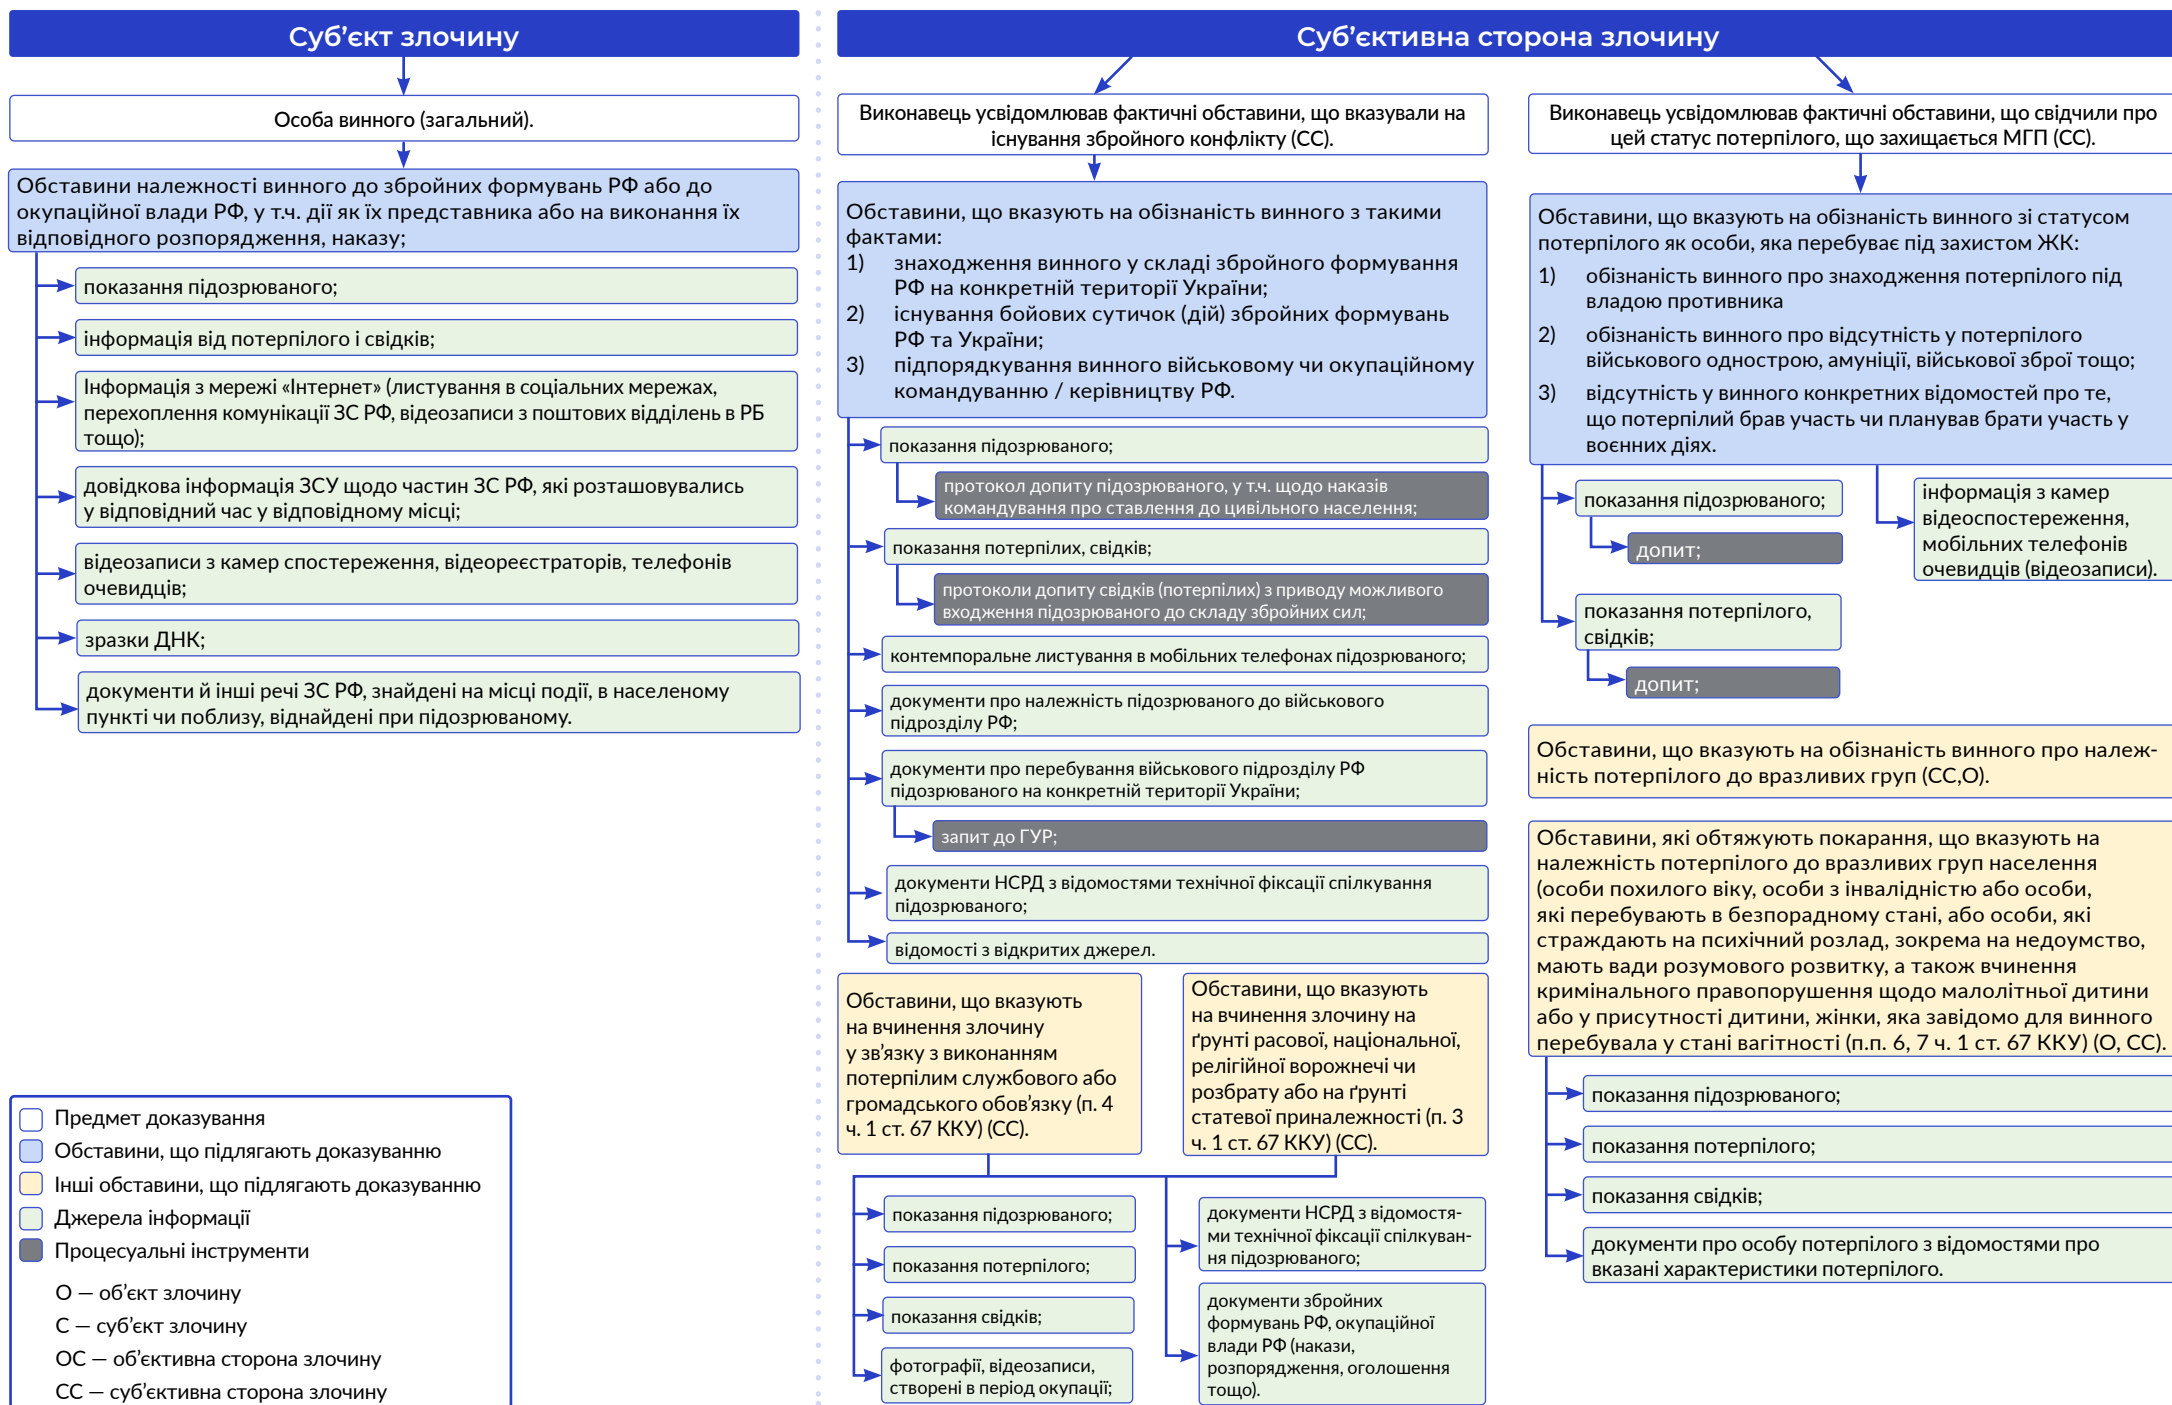 Суб’єкт злочину
Особа винного (загальний).
Обставини належності винного до збройних формувань РФ або до
окупаційної влади РФ, у т.ч. дії як їх представника або на виконання їх
відповідного розпорядження, наказу;
показання підозрюваного;
інформація від потерпілого і свідків;
Інформація з мережі «Інтернет» (листування в соціальних мережах,
перехоплення комунікації ЗС РФ, відеозаписи з поштових відділень в РБ
тощо);
довідкова інформація ЗСУ щодо частин ЗС РФ, які розташовувались
у відповідний час у відповідному місці;
відеозаписи з камер спостереження, відеореєстраторів, телефонів
очевидців;
зразки ДНК;
документи й інші речі ЗС РФ, знайдені на місці події, в населеному
пункті чи поблизу, віднайдені при підозрюваному.
Предмет доказування
Обставини, що підлягають доказуванню
Інші обставини, що підлягають доказуванню
Джерела інформації
Процесуальні інструменти
О — об’єкт злочину
С — суб’єкт злочину
ОС — об’єктивна сторона злочину
СС — суб’єктивна сторона злочину
Суб’єктивна сторона злочину
Виконавець усвідомлював фактичні обставини, що вказували на
існування збройного конфлікту (СС).
Обставини, що вказують на обізнаність винного з такими
фактами:
1) знаходження винного у складі збройного формування
РФ на конкретній території України;
2) існування бойових сутичок (дій) збройних формувань
РФ та України;
3) підпорядкування винного військовому чи окупаційному
командуванню / керівництву РФ.
показання підозрюваного;
протокол допиту підозрюваного, у т.ч. щодо наказів
командування про ставлення до цивільного населення;
показання потерпілих, свідків;
протоколи допиту свідків (потерпілих) з приводу можливого
входження підозрюваного до складу збройних сил;
контемпоральне листування в мобільних телефонах підозрюваного;
документи про належність підозрюваного до військового
підрозділу РФ;
документи про перебування військового підрозділу РФ
підозрюваного на конкретній території України;
запит до ГУР;
документи НСРД з відомостями технічної фіксації спілкування
підозрюваного;
відомості з відкритих джерел.
Обставини, що вказують
на вчинення злочину
у зв’язку з виконанням
потерпілим службового або
громадського обов’язку (п. 4
ч. 1 ст. 67 ККУ) (СС).
Обставини, що вказують
на вчинення злочину на
ґрунті расової, національної,
релігійної ворожнечі чи
розбрату або на ґрунті
статевої приналежності (п. 3
ч. 1 ст. 67 ККУ) (СС).
показання підозрюваного;
показання потерпілого;
показання свідків;
фотографії, відеозаписи,
створені в період окупації;
документи НСРД з відомостя-
ми технічної фіксації спілкуван-
ня підозрюваного;
документи збройних
формувань РФ, окупаційної
влади РФ (накази,
розпорядження, оголошення
тощо).
Виконавець усвідомлював фактичні обставини, що свідчили про
цей статус потерпілого, що захищається МГП (СС).
Обставини, що вказують на обізнаність винного зі статусом
потерпілого як особи, яка перебуває під захистом ЖК:
1) обізнаність винного про знаходження потерпілого під
владою противника
2) обізнаність винного про відсутність у потерпілого
військового однострою, амуніції, військової зброї тощо;
3) відсутність у винного конкретних відомостей про те,
що потерпілий брав участь чи планував брати участь у
воєнних діях.
показання підозрюваного;
допит;
показання потерпілого,
свідків;
допит;
інформація з камер
відеоспостереження,
мобільних телефонів
очевидців (відеозаписи).
Обставини, що вказують на обізнаність винного про належ-
ність потерпілого до вразливих груп (СС,О).
Обставини, які обтяжують покарання, що вказують на
належність потерпілого до вразливих груп населення
(особи похилого віку, особи з інвалідністю або особи,
які перебувають в безпорадному стані, або особи, які
страждають на психічний розлад, зокрема на недоумство,
мають вади розумового розвитку, а також вчинення
кримінального правопорушення щодо малолітньої дитини
або у присутності дитини, жінки, яка завідомо для винного
перебувала у стані вагітності (п.п. 6, 7 ч. 1 ст. 67 ККУ) (О, СС).
показання підозрюваного;
показання потерпілого;
показання свідків;
документи про особу потерпілого з відомостями про
вказані характеристики потерпілого.